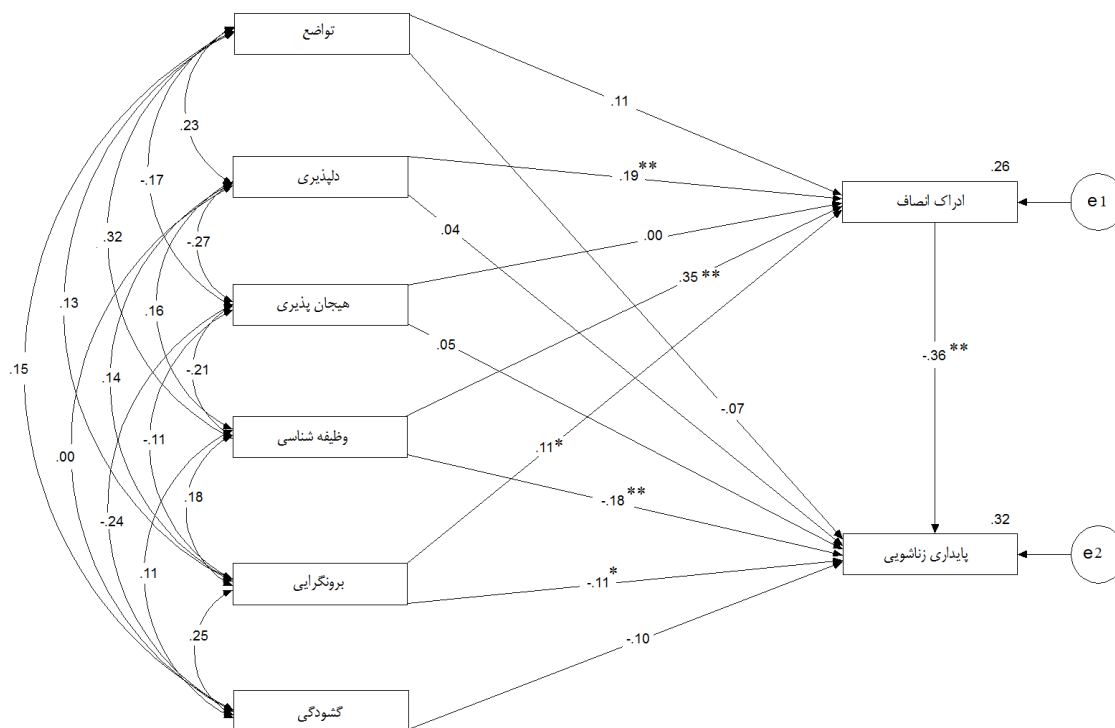 تواضع
.11
.23
.19**
.26
دلپذیری
ادراک انصاف
e1
-.17
.04
.32
-.27
.00
.35**
هیجان پذیری
.13
.16
.05
-.36**
.15
.14
-.21
-.07
وظیفه شناسی
-.11
.11*
.00
.18
-.18**
-.24
.32
پایداری زناشویی
e2
.11
برونگرایی
-.11*
.25
-.10
گشودگی